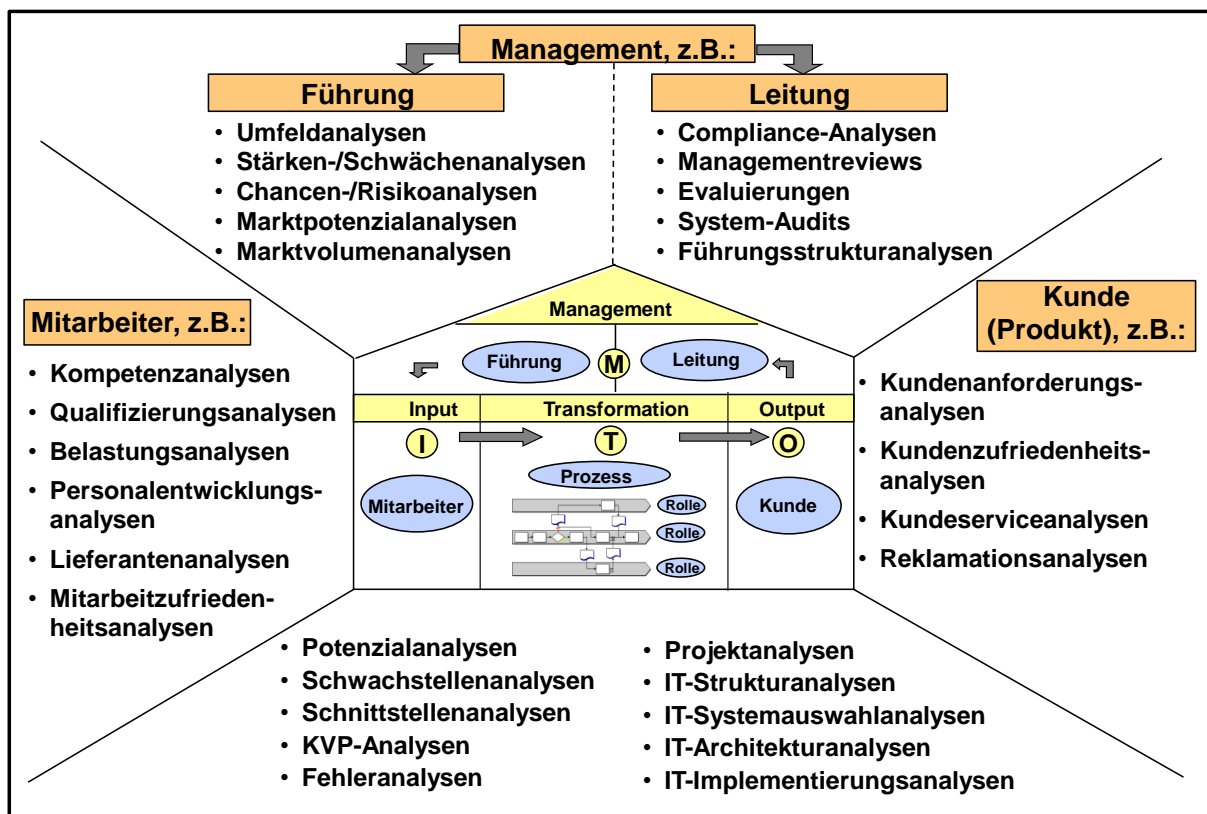 Management, z.B.:
Führung
• Umfeldanalysen
• Stärken-/Schwächenanalysen
• Chancen-/Risikoanalysen
• Marktpotenzialanalysen
• Marktvolumenanalysen
Leitung
• Compliance-Analysen
• Managementreviews
• Evaluierungen
• System-Audits
• Führungsstrukturanalysen
Mitarbeiter, z.B.:
• Kompetenzanalysen
• Qualifizierungsanalysen
• Belastungsanalysen
• Personalentwicklungs-
analysen
• Lieferantenanalysen
• Mitarbeitzufrieden-
heitsanalysen
Management
Führung
M
Leitung
Input
Transformation
Output
I
T
O
Mitarbeiter
Prozess
Kunde
Rolle
Rolle
Rolle
Kunde
(Produkt), z.B.:
• Kundenanforderungs-
analysen
• Kundenzufriedenheits-
analysen
• Kundeserviceanalysen
• Reklamationsanalysen
• Potenzialanalysen
• Schwachstellenanalysen
• Schnittstellenanalysen
• KVP-Analysen
• Fehleranalysen
• Projektanalysen
• IT-Strukturanalysen
• IT-Systemauswahlanalysen
• IT-Architekturanalysen
• IT-Implementierungsanalysen